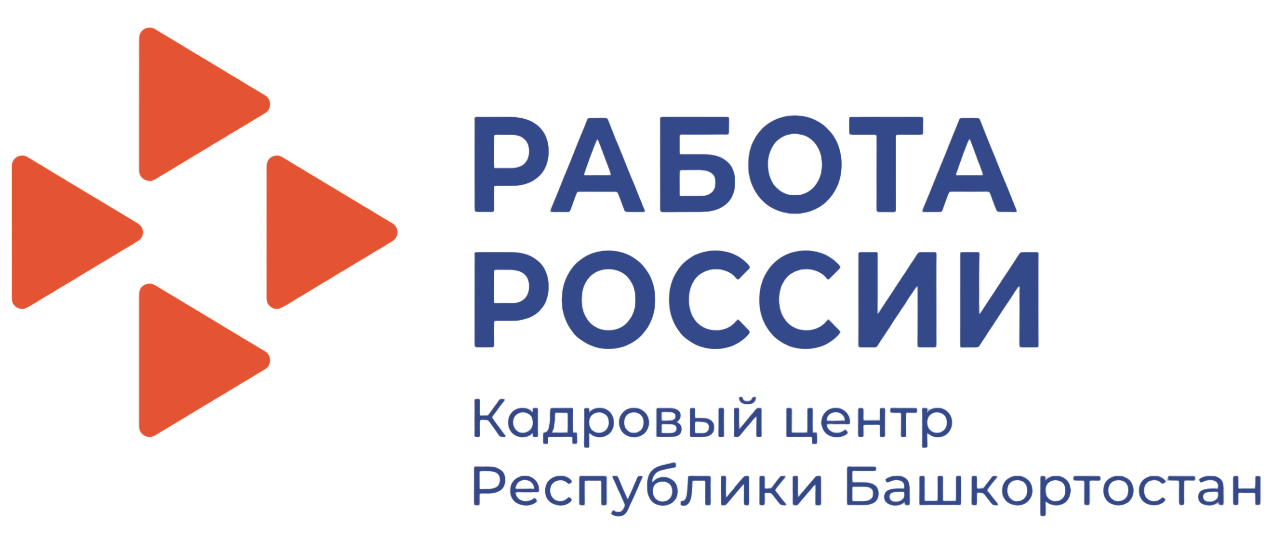 РАБОТА
РОССИИ
Кадровый центр
Республики Башкортостан